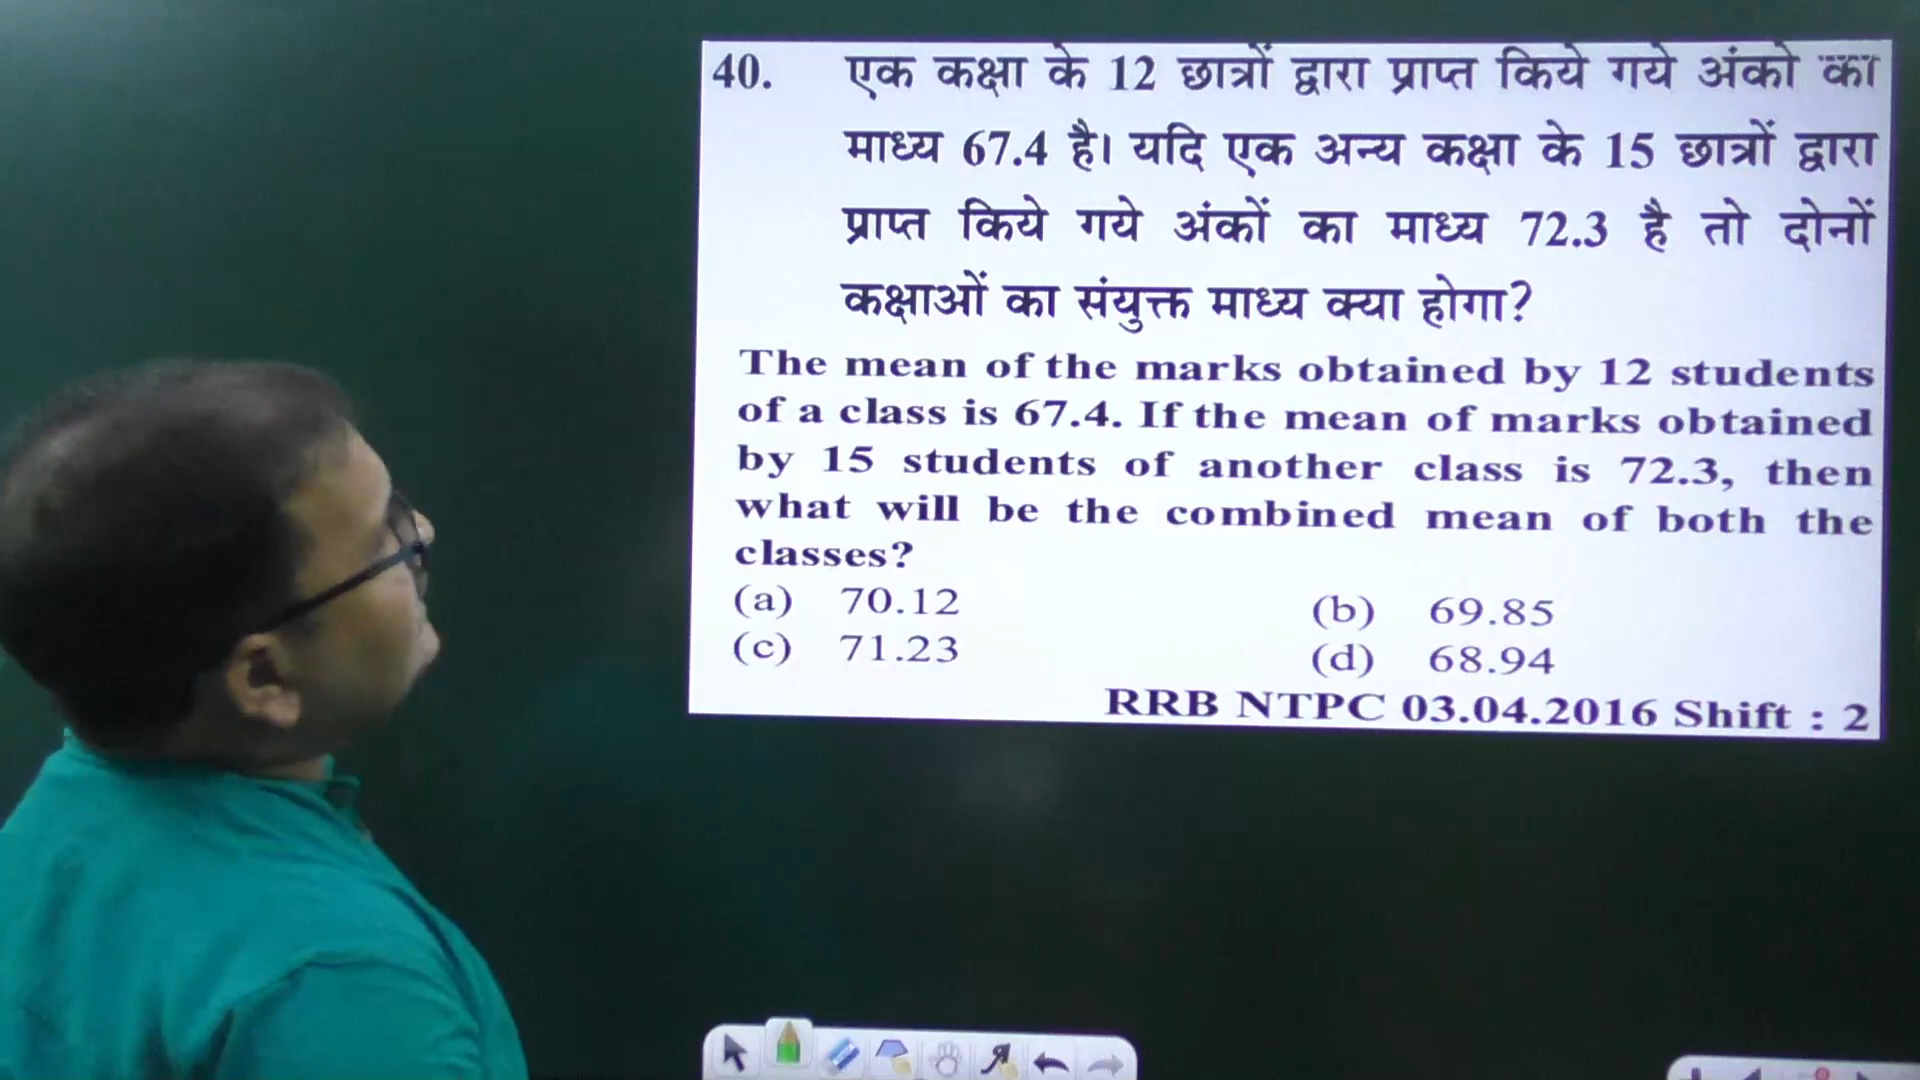 40. एक कक्षा के 12 छात्रों द्वारा प्राप्त किये गये अंको का
माध्य 67.4 है। यदि एक अन्य कक्षा के 15 छात्रों द्वारा
प्राप्त किये गये अंकों का माध्य 72.3 है तो दोनों
कक्षाओं का संयुक्त माध्य क्या होगा?
The mean of the marks obtained by 12 students
of a class is 67.4. If the mean of marks obtained
by 15 students of another class is 72.3, then
what will be the combined mean of both the
classes?
(a) 70.12 (b) 69.85
(c) 71.23 (d) 68.94
RRB NTPC 03.04.2016 Shift : 2